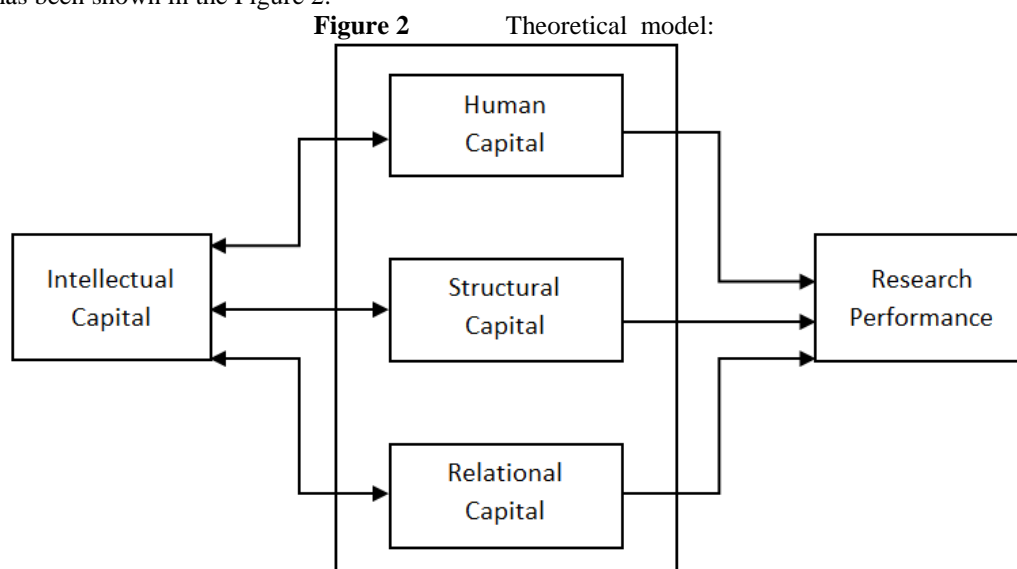 has been shown in the Figure 2.
Figure 2 Theoretical model:
Human
Capital
Intellectual
Capital
Structural
Capital
Research
Performance
Relational
Capital